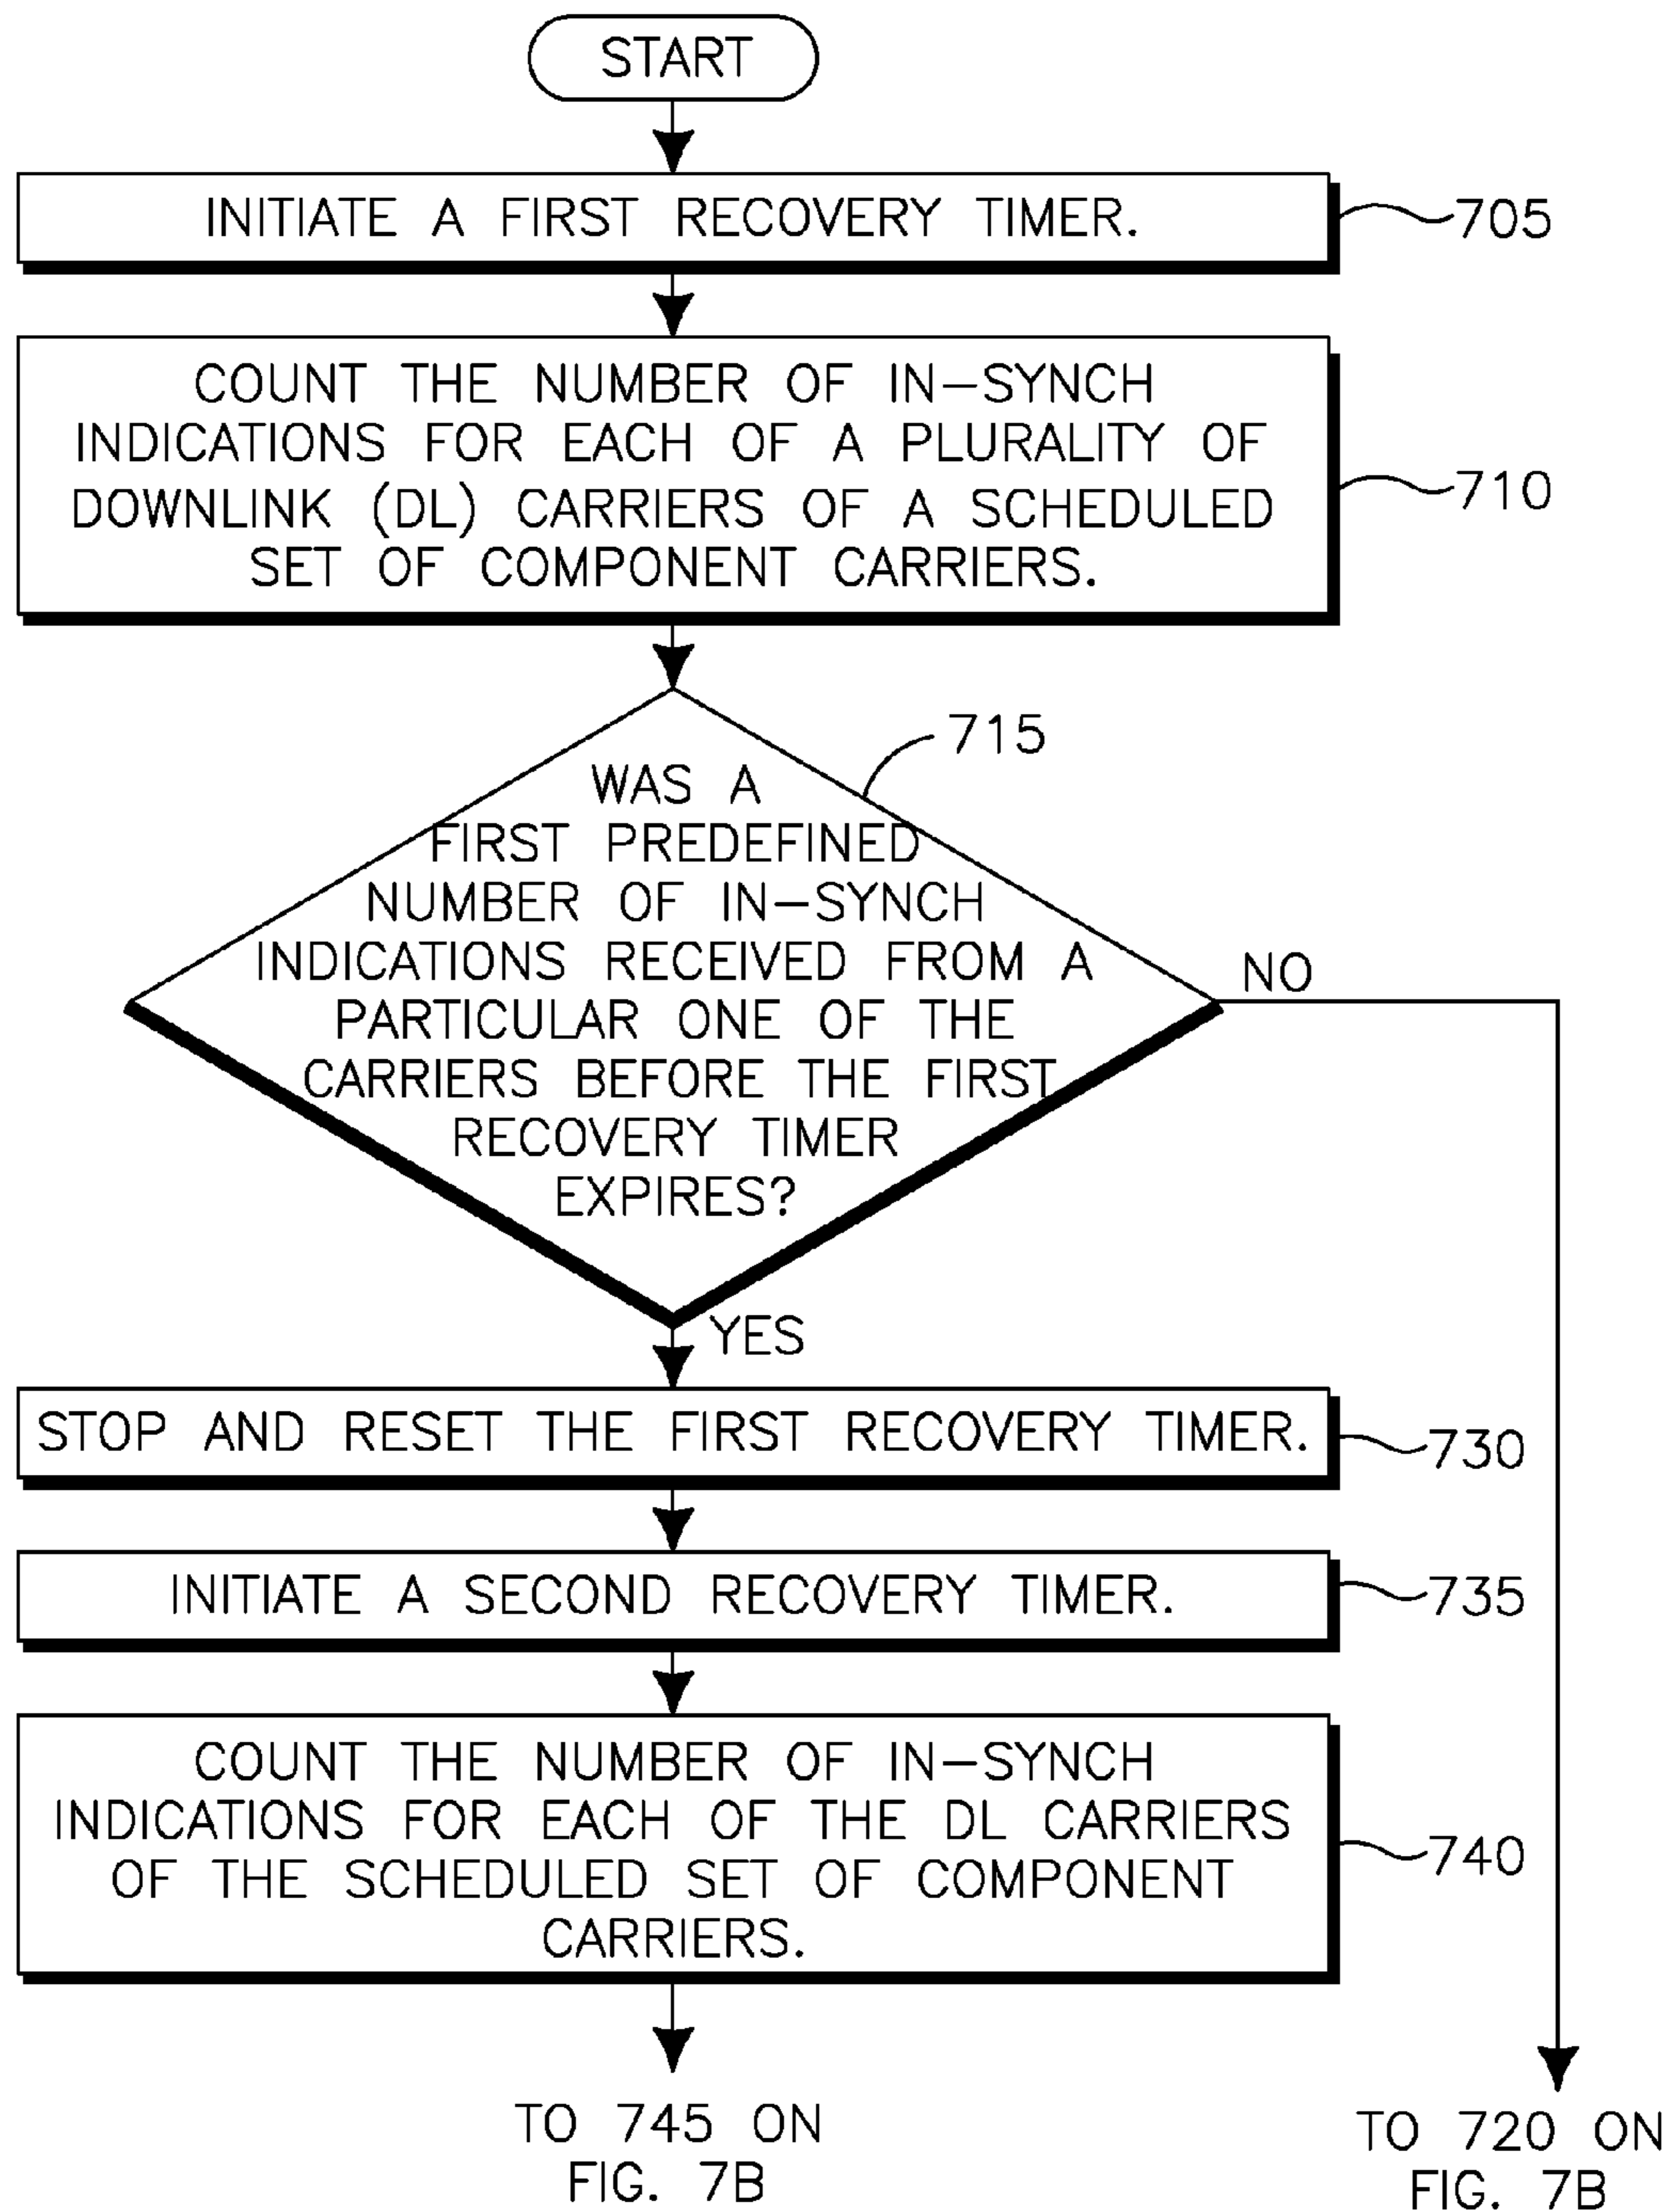 START
INITIATE A FIRST RECOVERY TIMER.
705
COUNT THE NUMBER OF IN-SYNCH
INDICATIONS FOR EACH OF A PLURALITY OF
DOWNLINK (DL) CARRIERS OF A SCHEDULED
SET OF COMPONENT CARRIERS.
710
715
WAS A
FIRST PREDEFINED
NUMBER OF IN-SYNCH
INDICATIONS RECEIVED FROM A
PARTICULAR ONE OF THE
CARRIERS BEFORE THE FIRST
RECOVERY TIMER
EXPIRES?
NO
YES
STOP AND RESET THE FIRST RECOVERY TIMER.
730
INITIATE A SECOND RECOVERY TIMER.
735
COUNT THE NUMBER OF IN-SYNCH
INDICATIONS FOR EACH OF THE DL CARRIERS
OF THE SCHEDULED SET OF COMPONENT
CARRIERS.
740
TO 745 ON
FIG. 7B
TO 720 ON
FIG. 7B